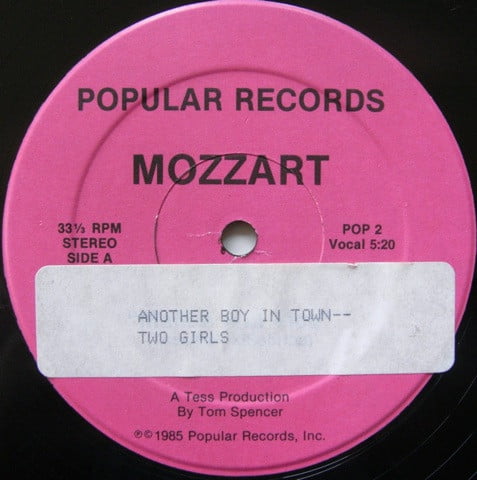 POPULAR RECORDS
MOZZART
33⅓ RPM
STEREO
SIDE A
POP 2
Vocal 5:20
ANOTHER BOY IN TOWN--
TWO GIRLS
A Tess Production
By Tom Spencer
℗©1985 Popular Records, Inc.